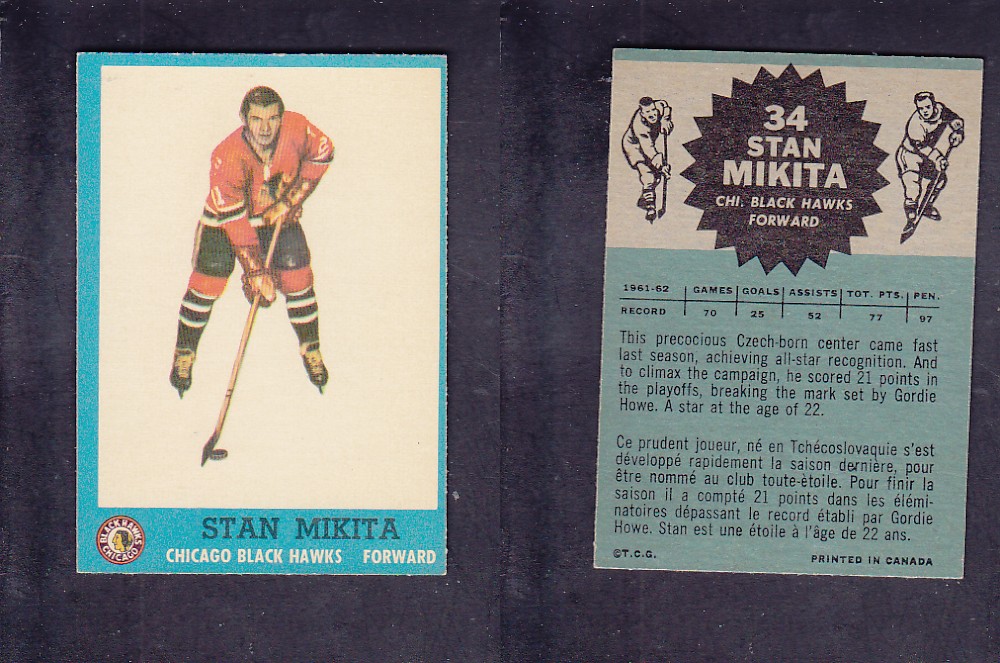 21
BLACKHAWKS
CHICAGO
STAN MIKITA
CHICAGO BLACK HAWKS FORWARD
34
STAN
MIKITA
CHI. BLACK HAWKS
FORWARD
1961-62 GAMES GOALS ASSISTS TOT. PTS. PEN.
RECORD 70 25 52 77 97
This precocious Czech-born center came fast
last season, achieving all-star recognition. And
to climax the campaign, he scored 21 points in
the playoffs, breaking the mark set by Gordie
Howe. A star at the age of 22.
Ce prudent joueur, né en Tchécoslovaquie s'est
développé rapidement la saison dernière, pour
être nommé au club toute-ètoile. Pour finir la
saison il a compté 21 points dans les élémi-
natoires dépassant le record établi par Gordie
Howe. Stan est une étoile à l'âge de 22 ans.
©T.C.G. PRINTED IN CANADA